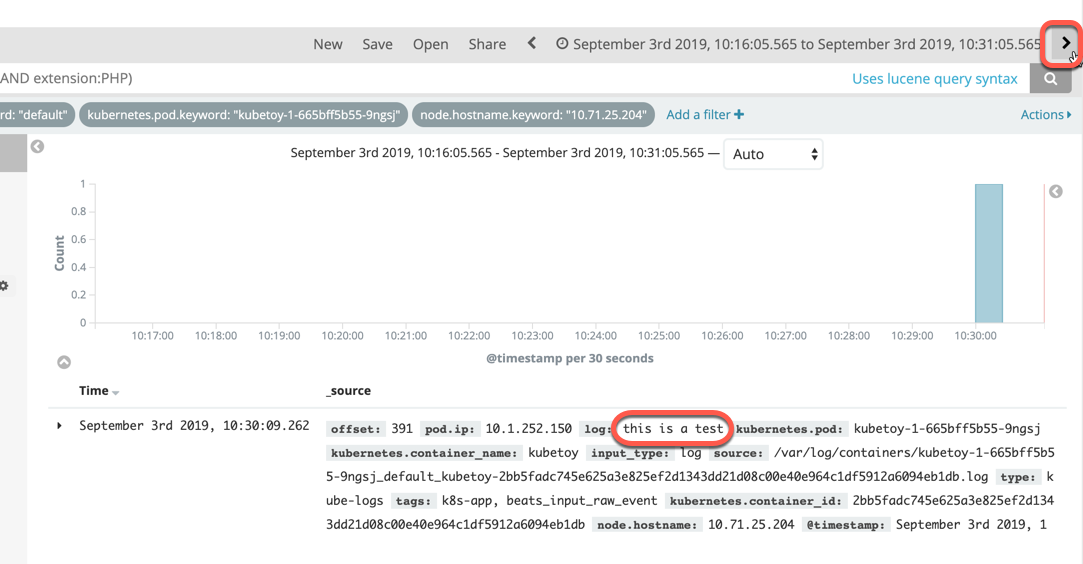 New Save Open Share September 3rd 2019, 10:16:05.565 to September 3rd 2019, 10:31:05.565
AND extension:PHP)
Uses lucene query syntax
rd: "default" kubernetes.pod.keyword: "kubetoy-1-665bff5b55-9ngsj" node.hostname.keyword: "10.71.25.204" Add a filter + Actions
September 3rd 2019, 10:16:05.565 - September 3rd 2019, 10:31:05.565 — Auto
1
0.8
0.6
0.4
0.2
0
Count
10:17:00 10:18:00 10:19:00 10:20:00 10:21:00 10:22:00 10:23:00 10:24:00 10:25:00 10:26:00 10:27:00 10:28:00 10:29:00 10:30:00
@timestamp per 30 seconds
Time _source
September 3rd 2019, 10:30:09.262 offset: 391 pod.ip: 10.1.252.150 log: this is a test kubernetes.pod: kubetoy-1-665bff5b55-9ngsj
kubernetes.container_name: kubetoy input_type: log source: /var/log/containers/kubetoy-1-665bff5b5
5-9ngsj_default_kubetoy-2bb5fadc745e625a3e825ef2d1343dd21d08c00e40e964c1df5912a6094eb1db.log type: k
ube-logs tags: k8s-app, beats_input_raw_event kubernetes.container_id: 2bb5fadc745e625a3e825ef2d134
3dd21d08c00e40e964c1df5912a6094eb1db node.hostname: 10.71.25.204 @timestamp: September 3rd 2019, 1